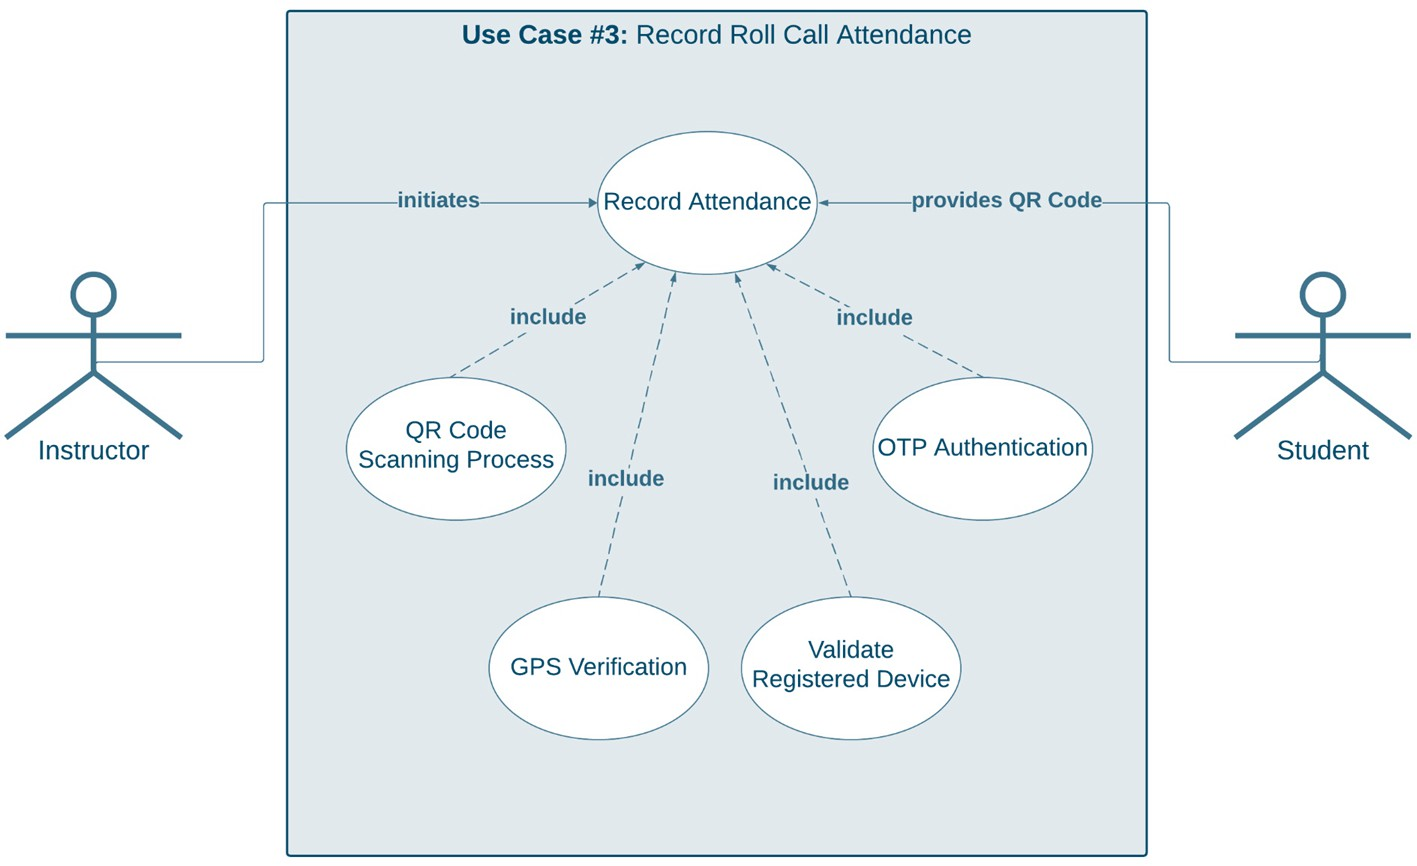 Use Case #3: Record Roll Call Attendance
initiates
Record Attendance
provides QR Code
include
include
QR Code
Scanning Process
OTP Authentication
Instructor
Student
include
include
GPS Verification
Validate
Registered Device